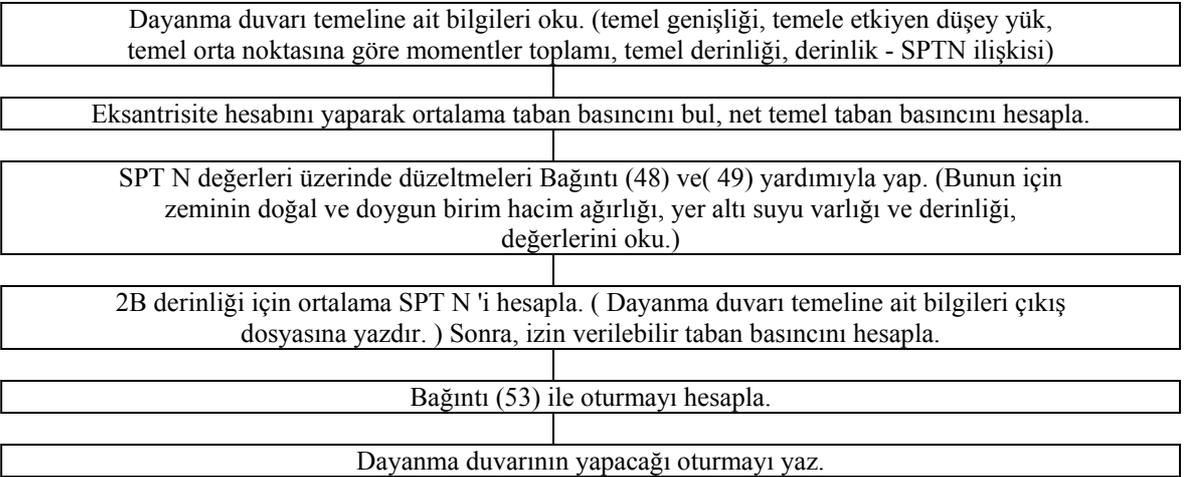 Dayanma duvarı temeline ait bilgileri oku. (temel genişliği, temele etkiyen düşey yük,
temel orta noktasına göre momentler toplamı, temel derinliği, derinlik - SPTN ilişkisi)
Eksantrisite hesabını yaparak ortalama taban basıncını bul, net temel taban basıncını hesapla.
SPT N değerleri üzerinde düzeltmeleri Bağıntı (48) ve( 49) yardımıyla yap. (Bunun için
zeminin doğal ve doygun birim hacim ağırlığı, yer altı suyu varlığı ve derinliği,
değerlerini oku.)
2B derinliği için ortalama SPT N 'i hesapla. ( Dayanma duvarı temeline ait bilgileri çıkış
dosyasına yazdır. ) Sonra, izin verilebilir taban basıncını hesapla.
Bağıntı (53) ile oturmayı hesapla.
Dayanma duvarının yapacağı oturmayı yaz.